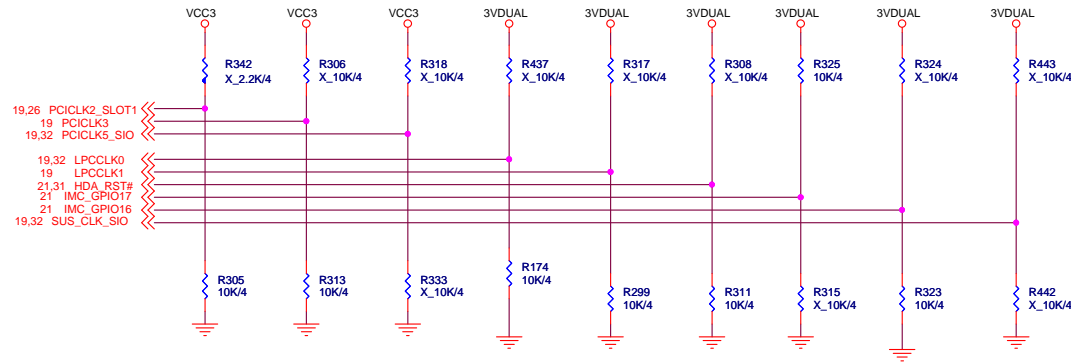 VCC3 VCC3 VCC3 3VDUAL 3VDUAL 3VDUAL 3VDUAL 3VDUAL 3VDUAL
R342 R306 R318 R437 R317 R308 R325 R324 R443
X_2.2K/4 X_10K/4 X_10K/4 X_10K/4 X_10K/4 X_10K/4 10K/4 X_10K/4 X_10K/4
19,26 PCICLK2_SLOT1
19 PCICLK3
19,32 PCICLK5_SIO
19,32 LPCCLK0
19 LPCCLK1
21,31 HDA_RST#
21 IMC_GPIO17
21 IMC_GPIO16
19,32 SUS_CLK_SIO
R305 R313 R333 R174
10K/4 10K/4 X_10K/4 10K/4
R299 R311 R315 R323 R442
10K/4 10K/4 X_10K/4 10K/4 X_10K/4